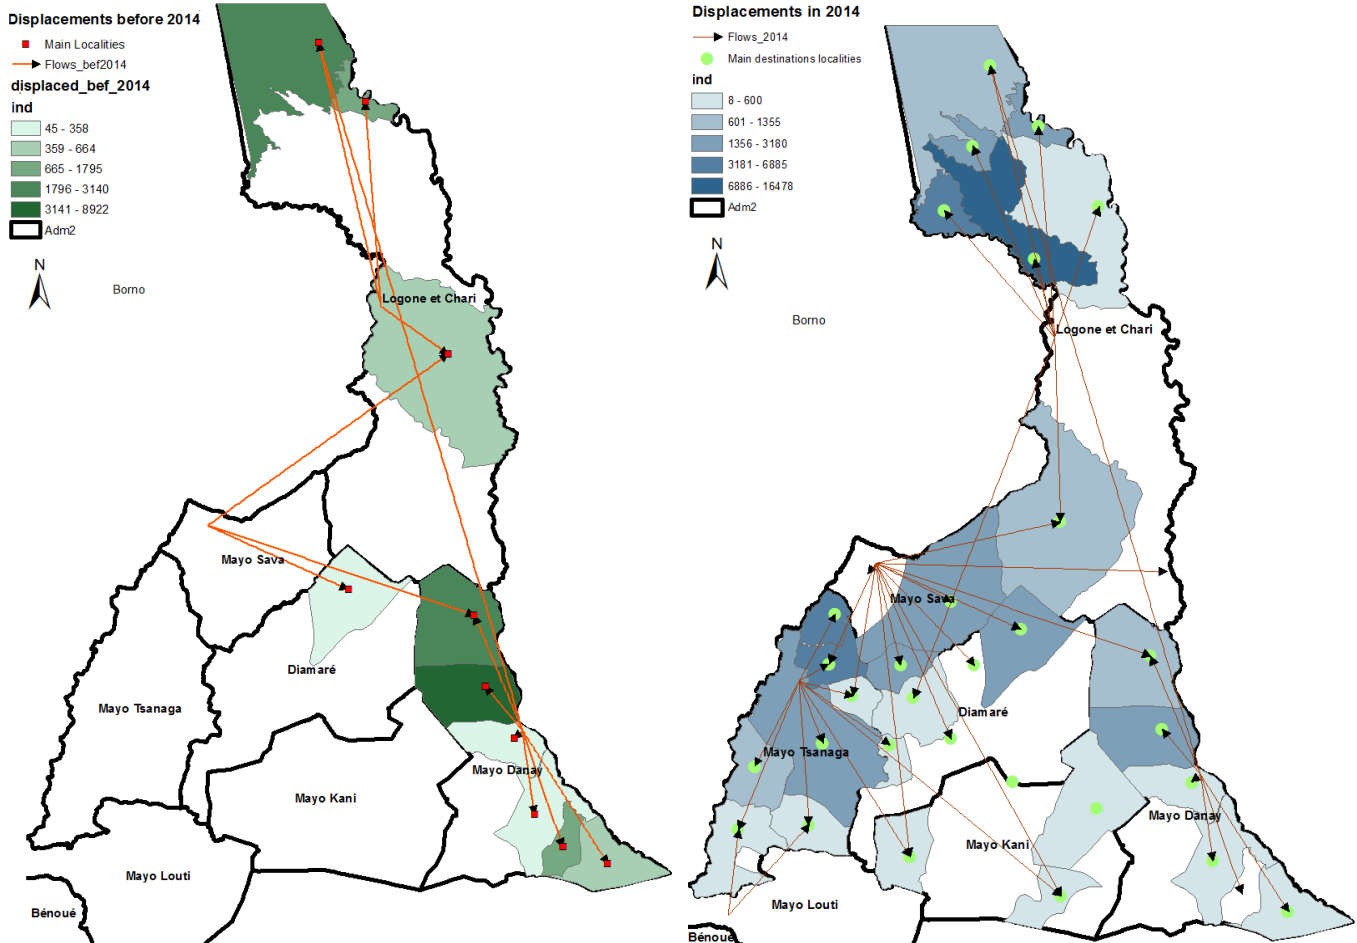 Displacements before 2014
Main Localities
Flows_bef2014
displaced_bef_2014
ind
45 - 358
359 - 664
665 - 1795
1796 - 3140
3141 - 8922
Adm2
N
Borno
Logone et Chari
Mayo Sava
Diamaré
Mayo Tsanaga
Mayo Danay
Mayo Kani
Mayo Louti
Bénoué
Displacements in 2014
Flows_2014
Main destinations localities
ind
8 - 600
601 - 1355
1356 - 3180
3181 - 6885
6886 - 16478
Adm2
N
Borno
Logone et Chari
Mayo Sava
Diamaré
Mayo Tsanaga
Mayo Danay
Mayo Kani
Mayo Louti
Bénoué